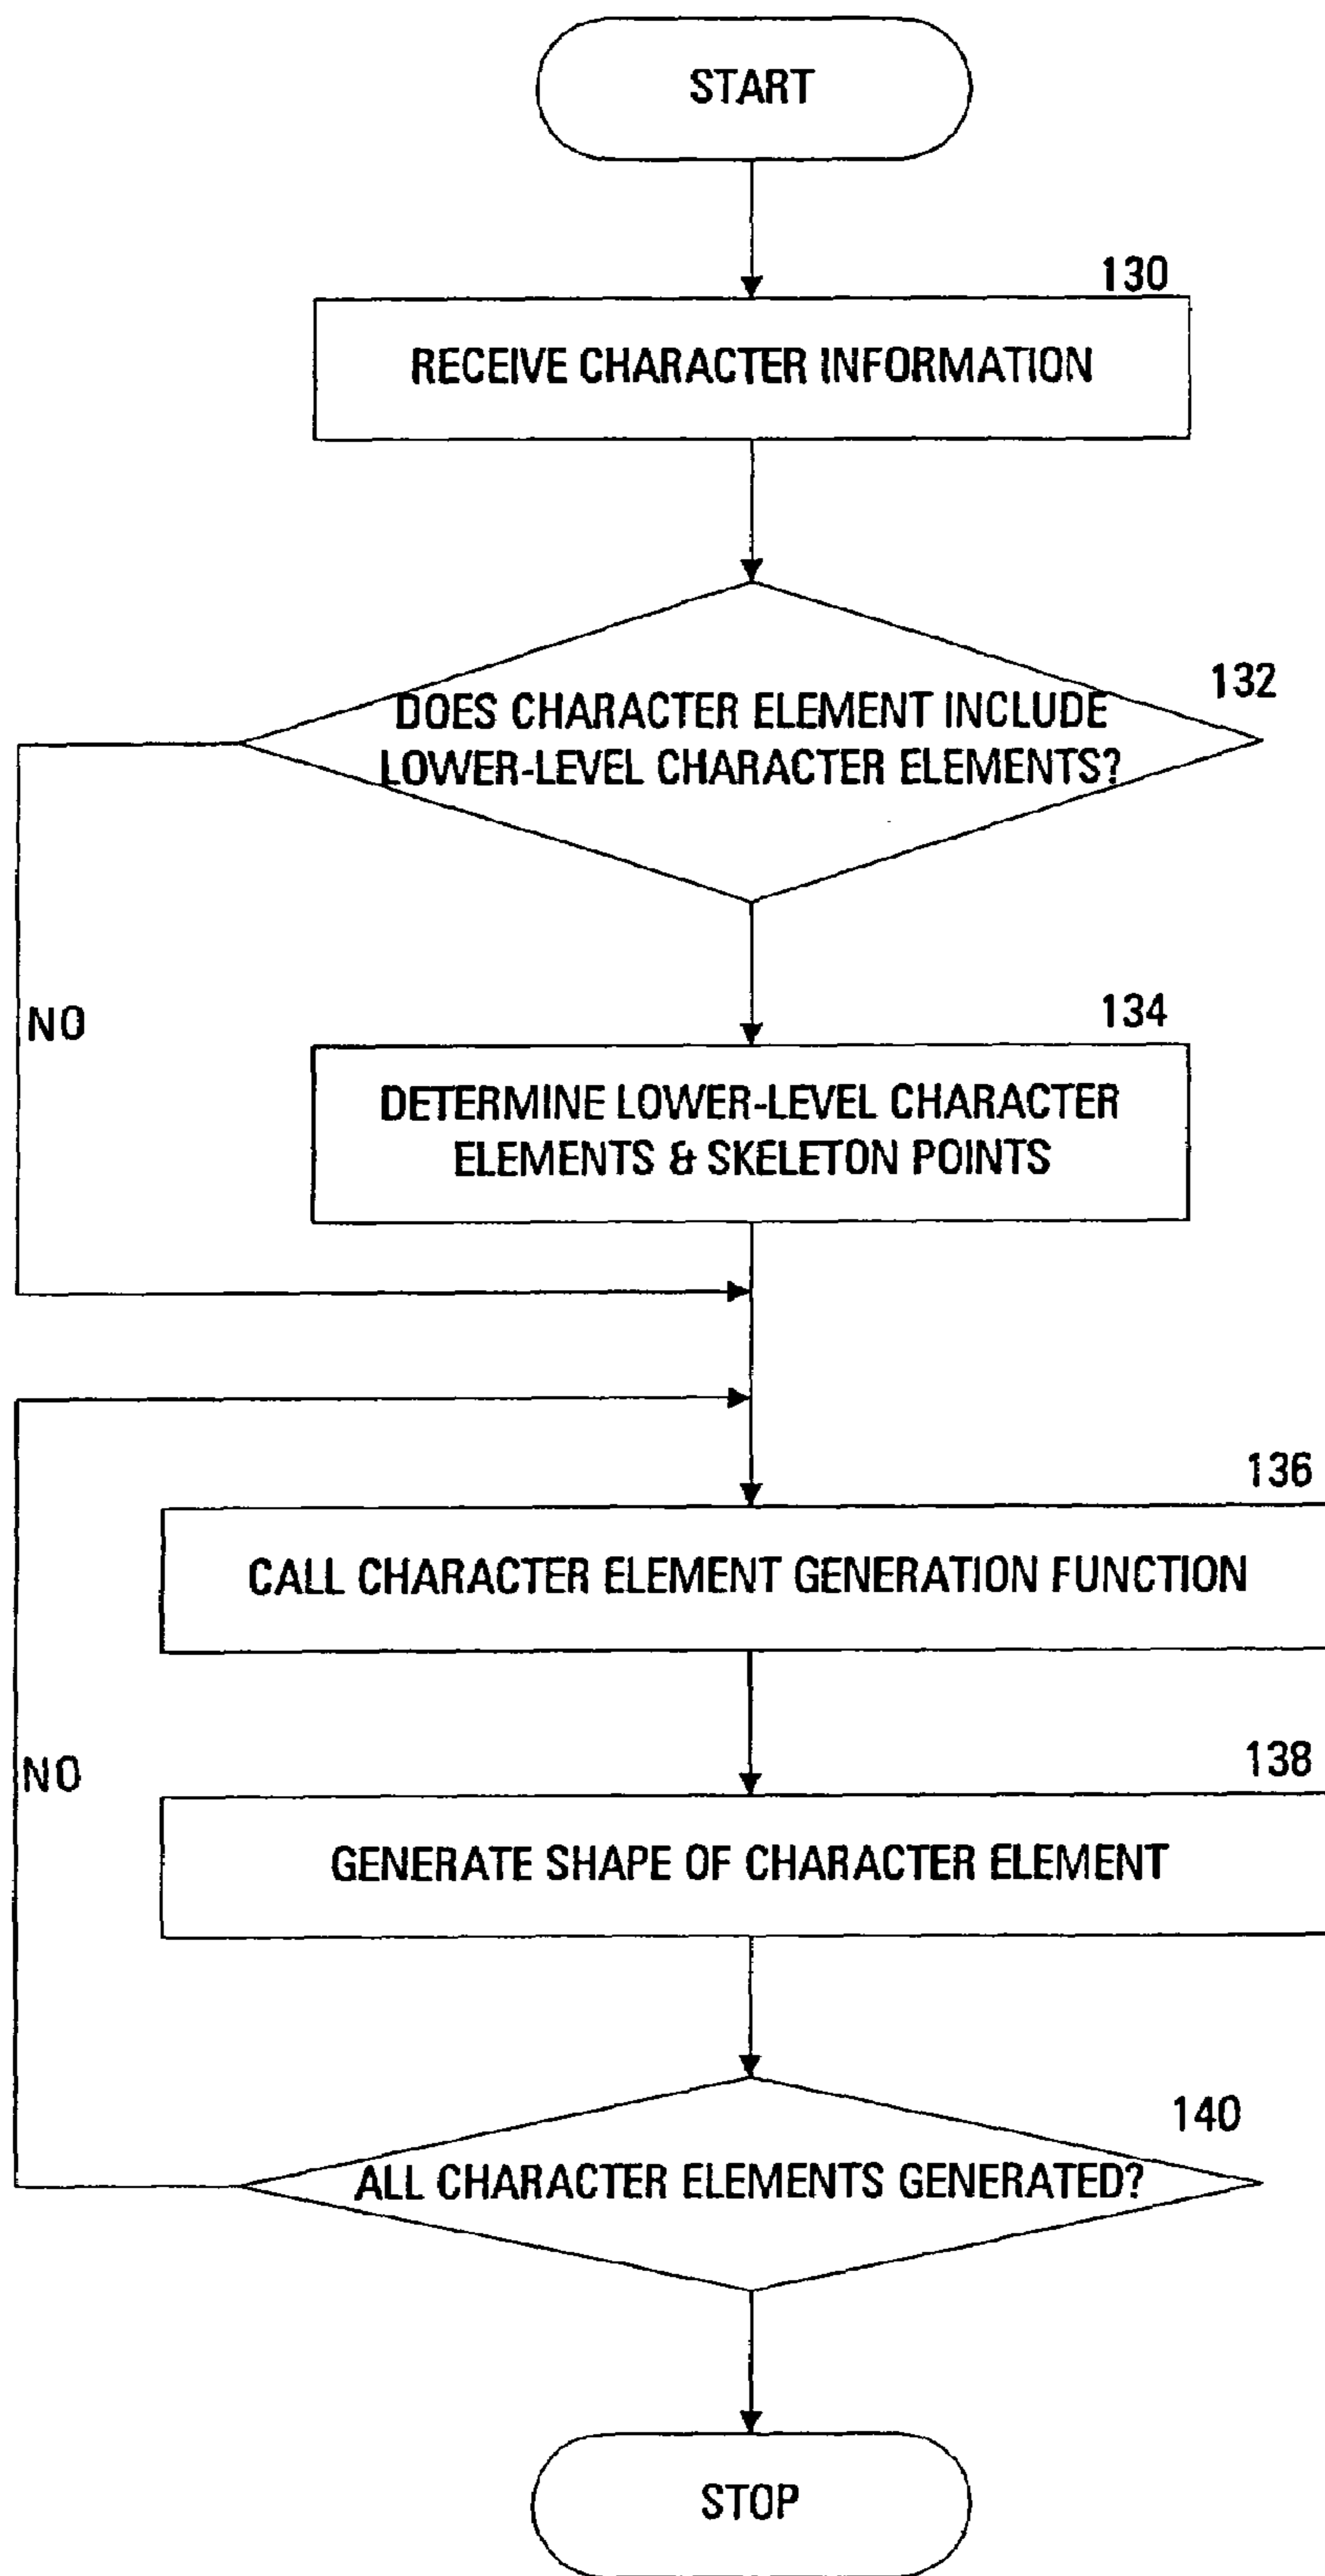 START
130
RECEIVE CHARACTER INFORMATION
132
DOES CHARACTER ELEMENT INCLUDE
LOWER-LEVEL CHARACTER ELEMENTS?
NO
134
DETERMINE LOWER-LEVEL CHARACTER
ELEMENTS & SKELETON POINTS
136
CALL CHARACTER ELEMENT GENERATION FUNCTION
NO
138
GENERATE SHAPE OF CHARACTER ELEMENT
140
ALL CHARACTER ELEMENTS GENERATED?
STOP